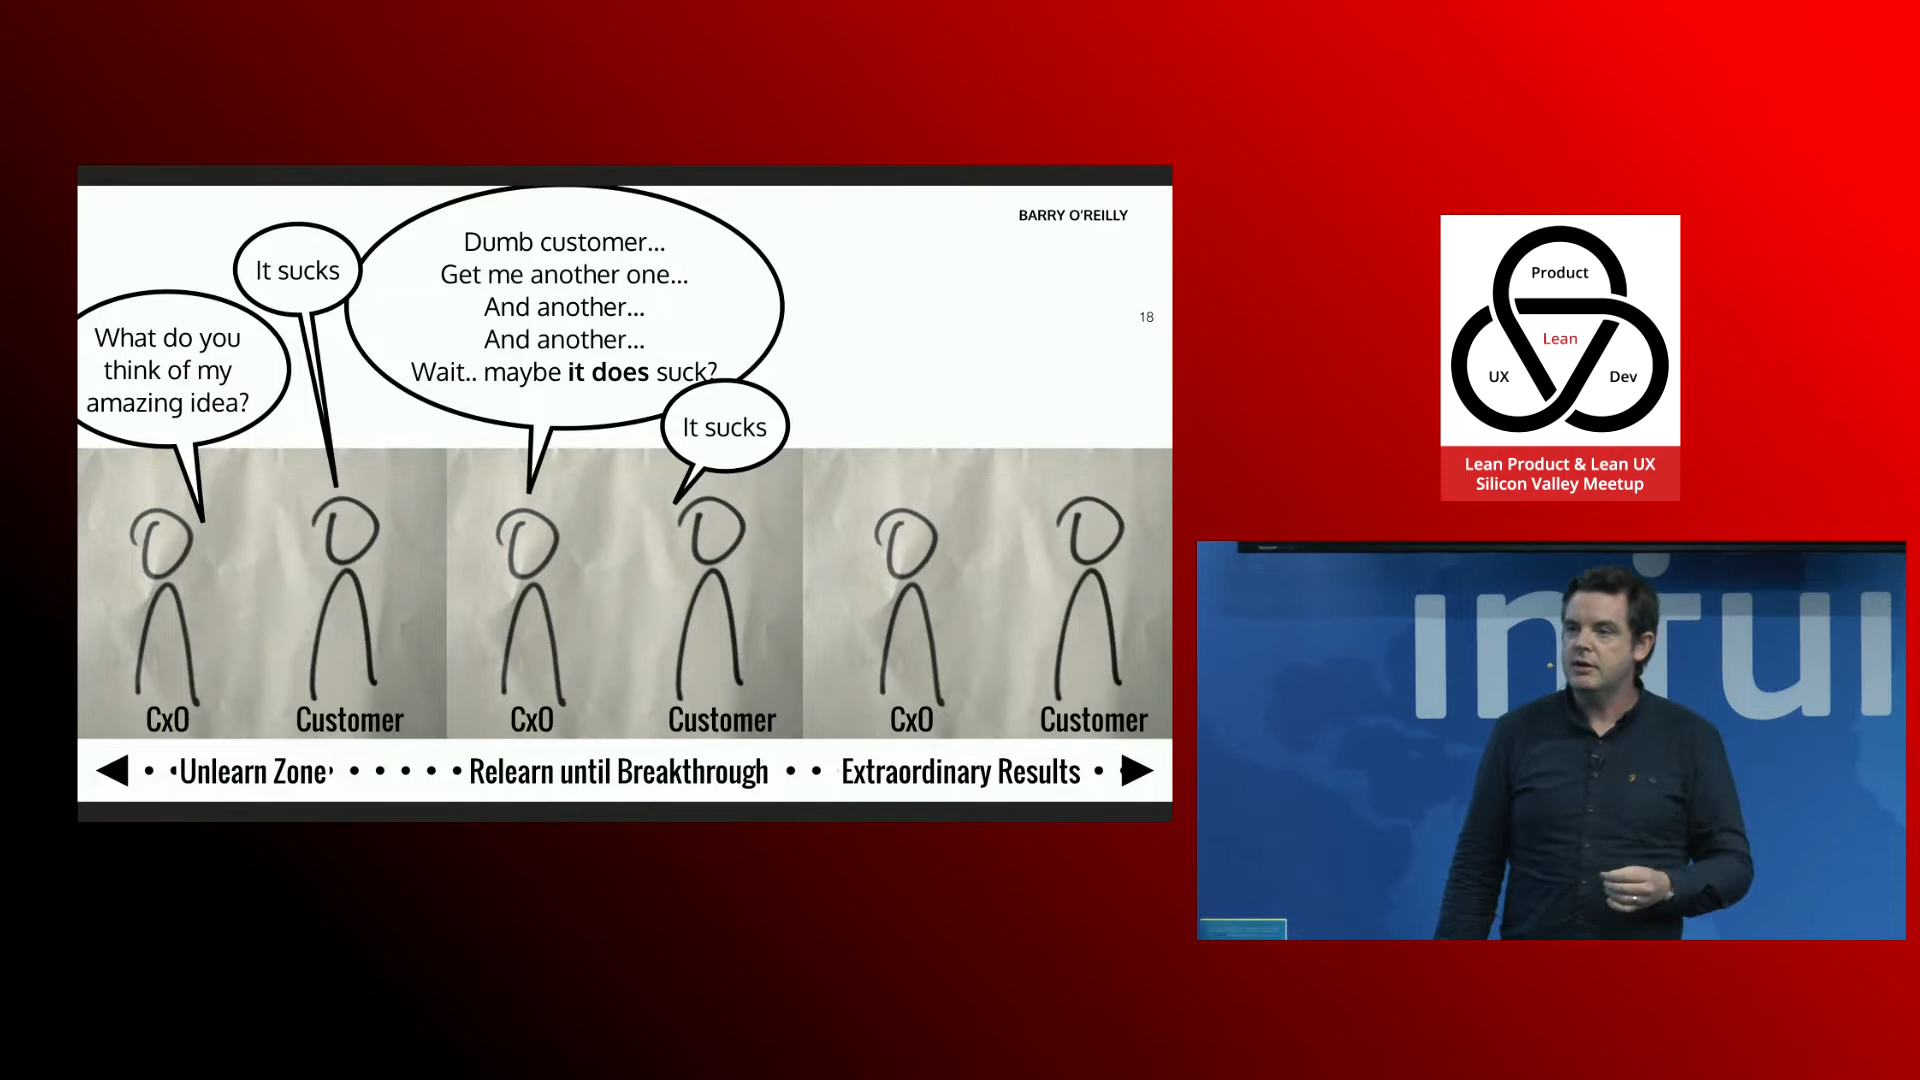 BARRY O'REILLY
18
What do you
think of my
amazing idea?
It sucks
Dumb customer...
Get me another one...
And another...
And another...
Wait.. maybe it does suck?
It sucks
CxO
Customer
CxO
Customer
CxO
Customer
Unlearn Zone
Relearn until Breakthrough
Extraordinary Results
Product
Lean
UX
Dev
Lean Product & Lean UX
Silicon Valley Meetup
intui